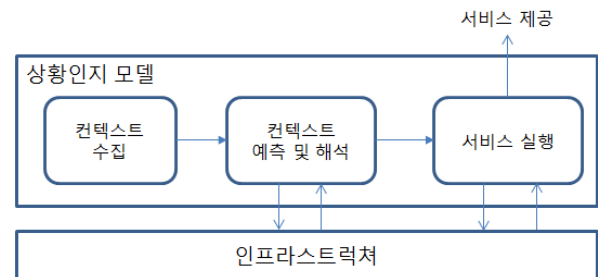 서비스 제공
상황인지 모델
컨텍스트
수집
컨텍스트
예측 및 해석
서비스 실행
인프라스트럭쳐